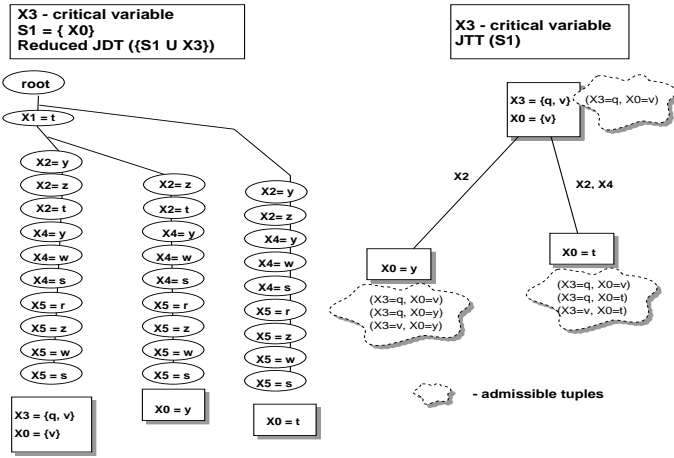 X3 - critical variable
S1 = { X0}
Reduced JDT ({S1 U X3})
root
X1 = t
X2= y
X2= z
X2= t
X4= y
X4= w
X4= s
X5 = r
X5 = z
X5 = w
X5 = s
X3 = {q, v}
X0 = {v}
X2= z
X2= t
X4= y
X4= w
X4= s
X5 = r
X5 = z
X5 = w
X5 = s
X0 = y
X2= y
X2= z
X4= y
X4= w
X4= s
X5 = r
X5 = z
X5 = w
X5 = s
X0 = t
X3 - critical variable
JTT (S1)
X3 = {q, v}
X0 = {v}
(X3=q, X0=v)
X2
X2, X4
X0 = y
(X3=q, X0=v)
(X3=q, X0=y)
(X3=v, X0=y)
X0 = t
(X3=q, X0=v)
(X3=q, X0=t)
(X3=v, X0=t)
- admissible tuples